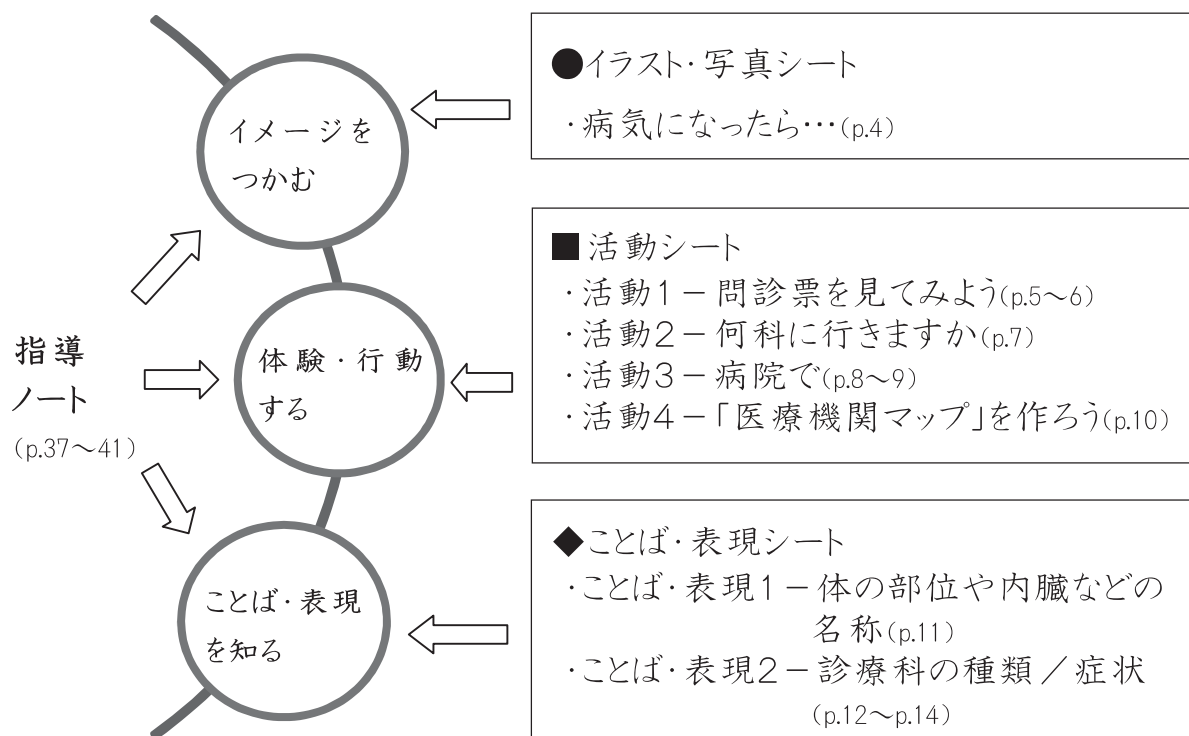 イメージを
つかむ
●イラスト・写真シート
・病気になったら…(p.4)
指導
ノート
(p.37～41)
体験・行動
する
■活動シート
・活動1－問診票を見てみよう(p.5～6)
・活動2－何科に行きますか(p.7)
・活動3－病院で(p.8～9)
・活動4－「医療機関マップ」を作ろう(p.10)
ことば・表現
を知る
◆ことば・表現シート
・ことば・表現1－体の部位や内臓などの
名称(p.11)
・ことば・表現2－診療科の種類／症状
(p.12～p.14)